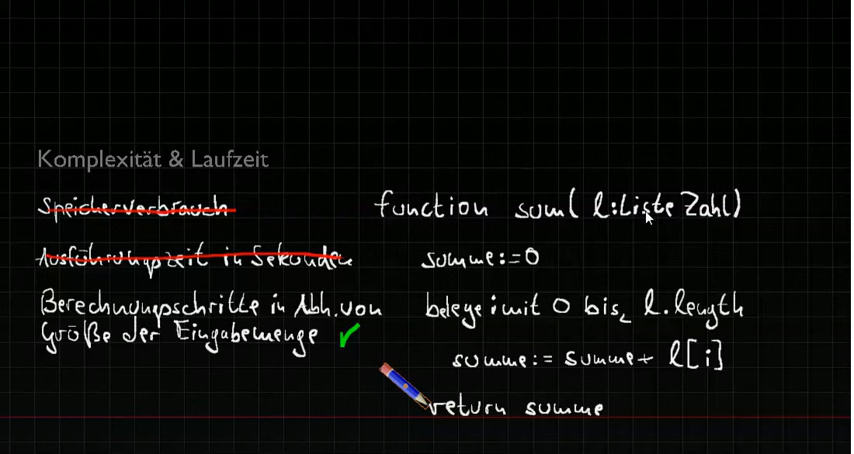 Komplexität & Laufzeit
Speicherverbrauch
Ausführungszeit in Sekunden
Berechnungsschritte in Abh. von
Größe der Eingabemenge
function sum( l:Liste Zahl)
summe:=0
belege i mit 0 bis l.length
summe:= summe+ l[i]
return summe